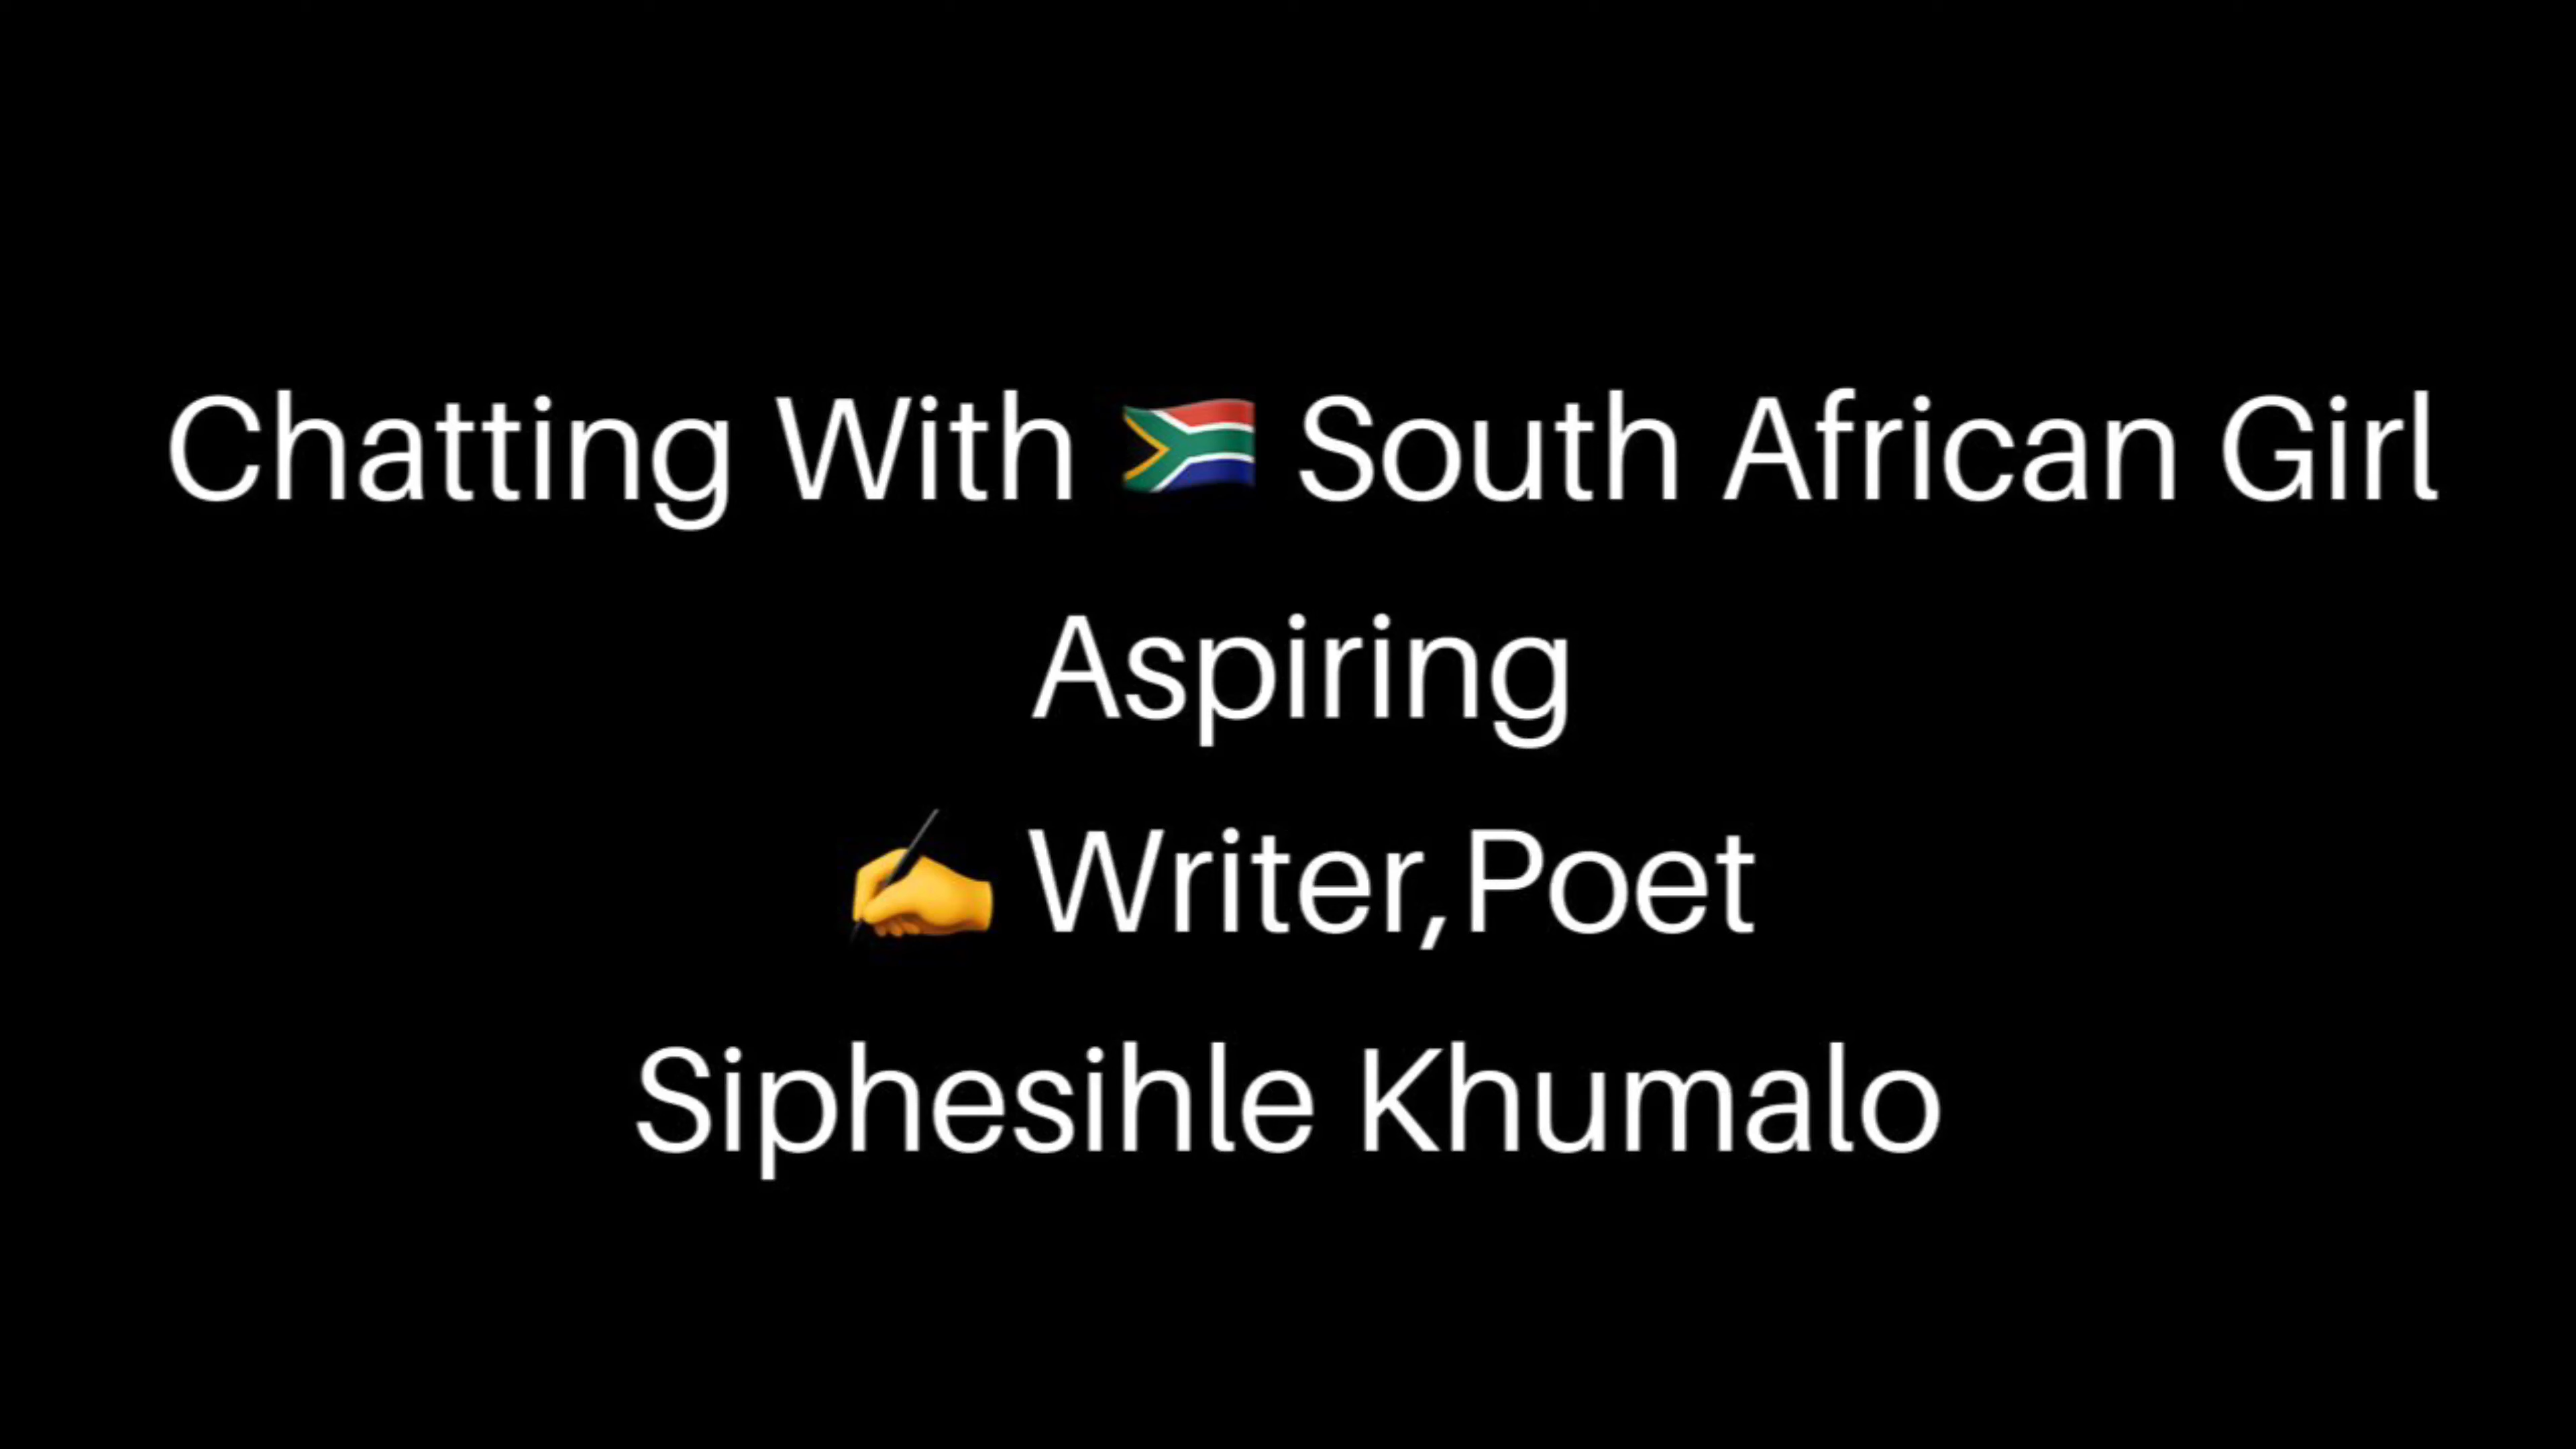 Chatting With 🇿🇦 South African Girl
Aspiring
✍️ Writer,Poet
Siphesihle Khumalo